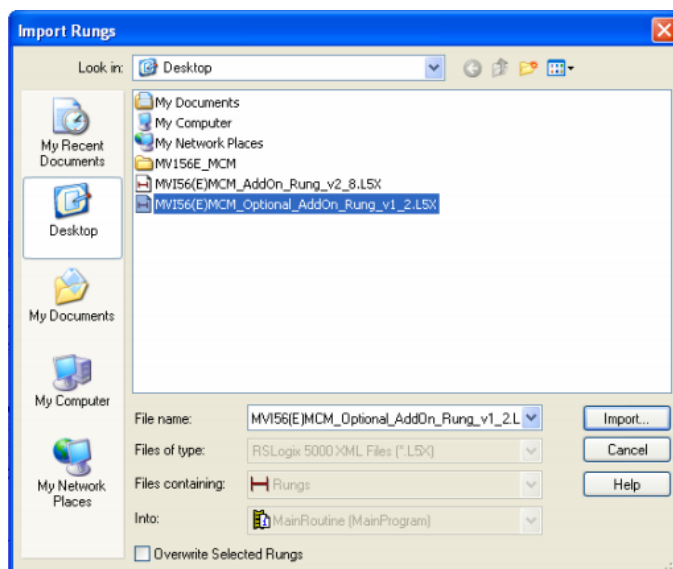 Import Rungs
Look in:
Desktop
My Recent
Documents
Desktop
My Documents
My Computer
My Network
Places
My Documents
My Computer
My Network Places
MVI56E_MCM
MVI56(E)MCM_AddOn_Rung_v2_8.L5X
MVI56(E)MCM_Optional_AddOn_Rung_v1_2.L5X
File name:
MVI56(E)MCM_Optional_AddOn_Rung_v1_2.L
Import...
Files of type:
RSLogix 5000 XML Files (*.L5X)
Cancel
Files containing:
Rungs
Help
Into:
MainRoutine (MainProgram)
Overwrite Selected Rungs